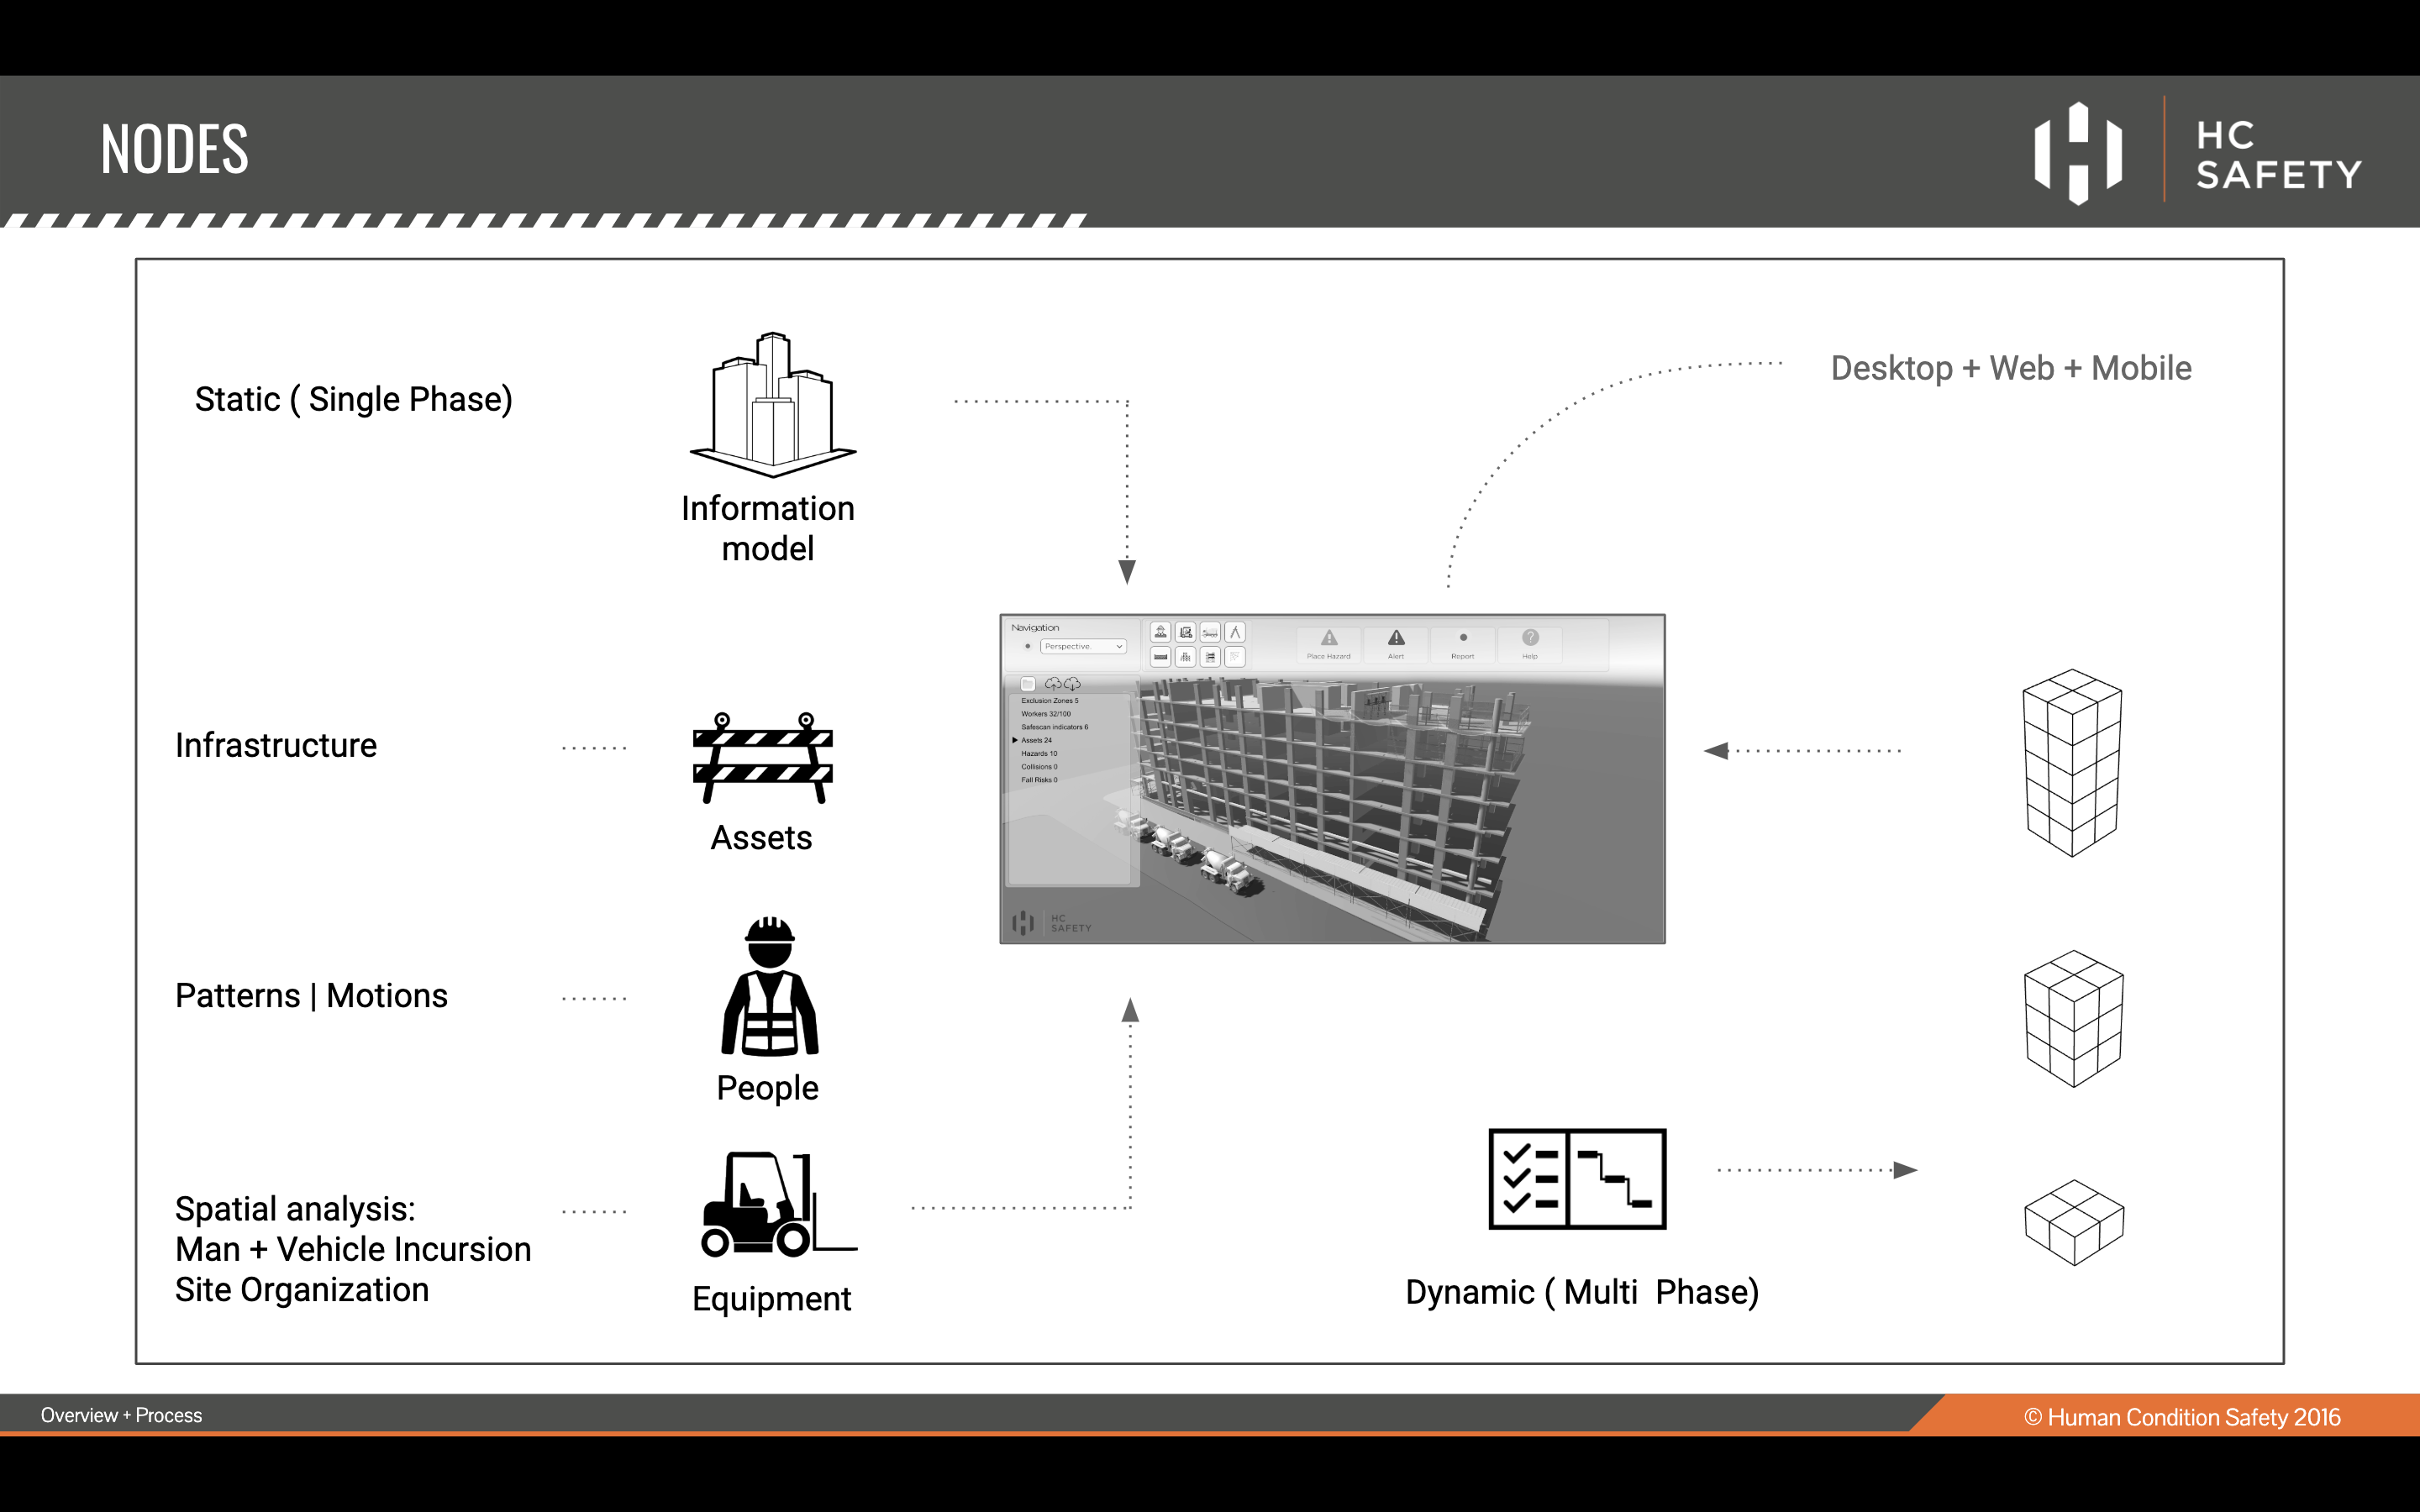 NODES
HC
SAFETY
Static ( Single Phase)
Information
model
Desktop + Web + Mobile
Navigation
Perspective
Place Hazard
Alert
Report
Help
Exclusion Zones 5
Workers 32/100
Safescan indicators 6
Assets 24
Hazards 10
Collisions 0
Fall Risks 0
HC
SAFETY
Infrastructure
Assets
Patterns | Motions
People
Spatial analysis:
Man + Vehicle Incursion
Site Organization
Equipment
Dynamic ( Multi  Phase)
Overview + Process
© Human Condition Safety 2016